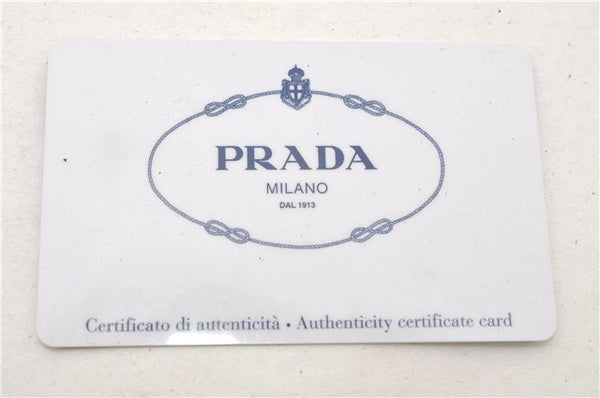 PRADA
MILANO
DAL 1913
Certificato di autenticità • Authenticity certificate card